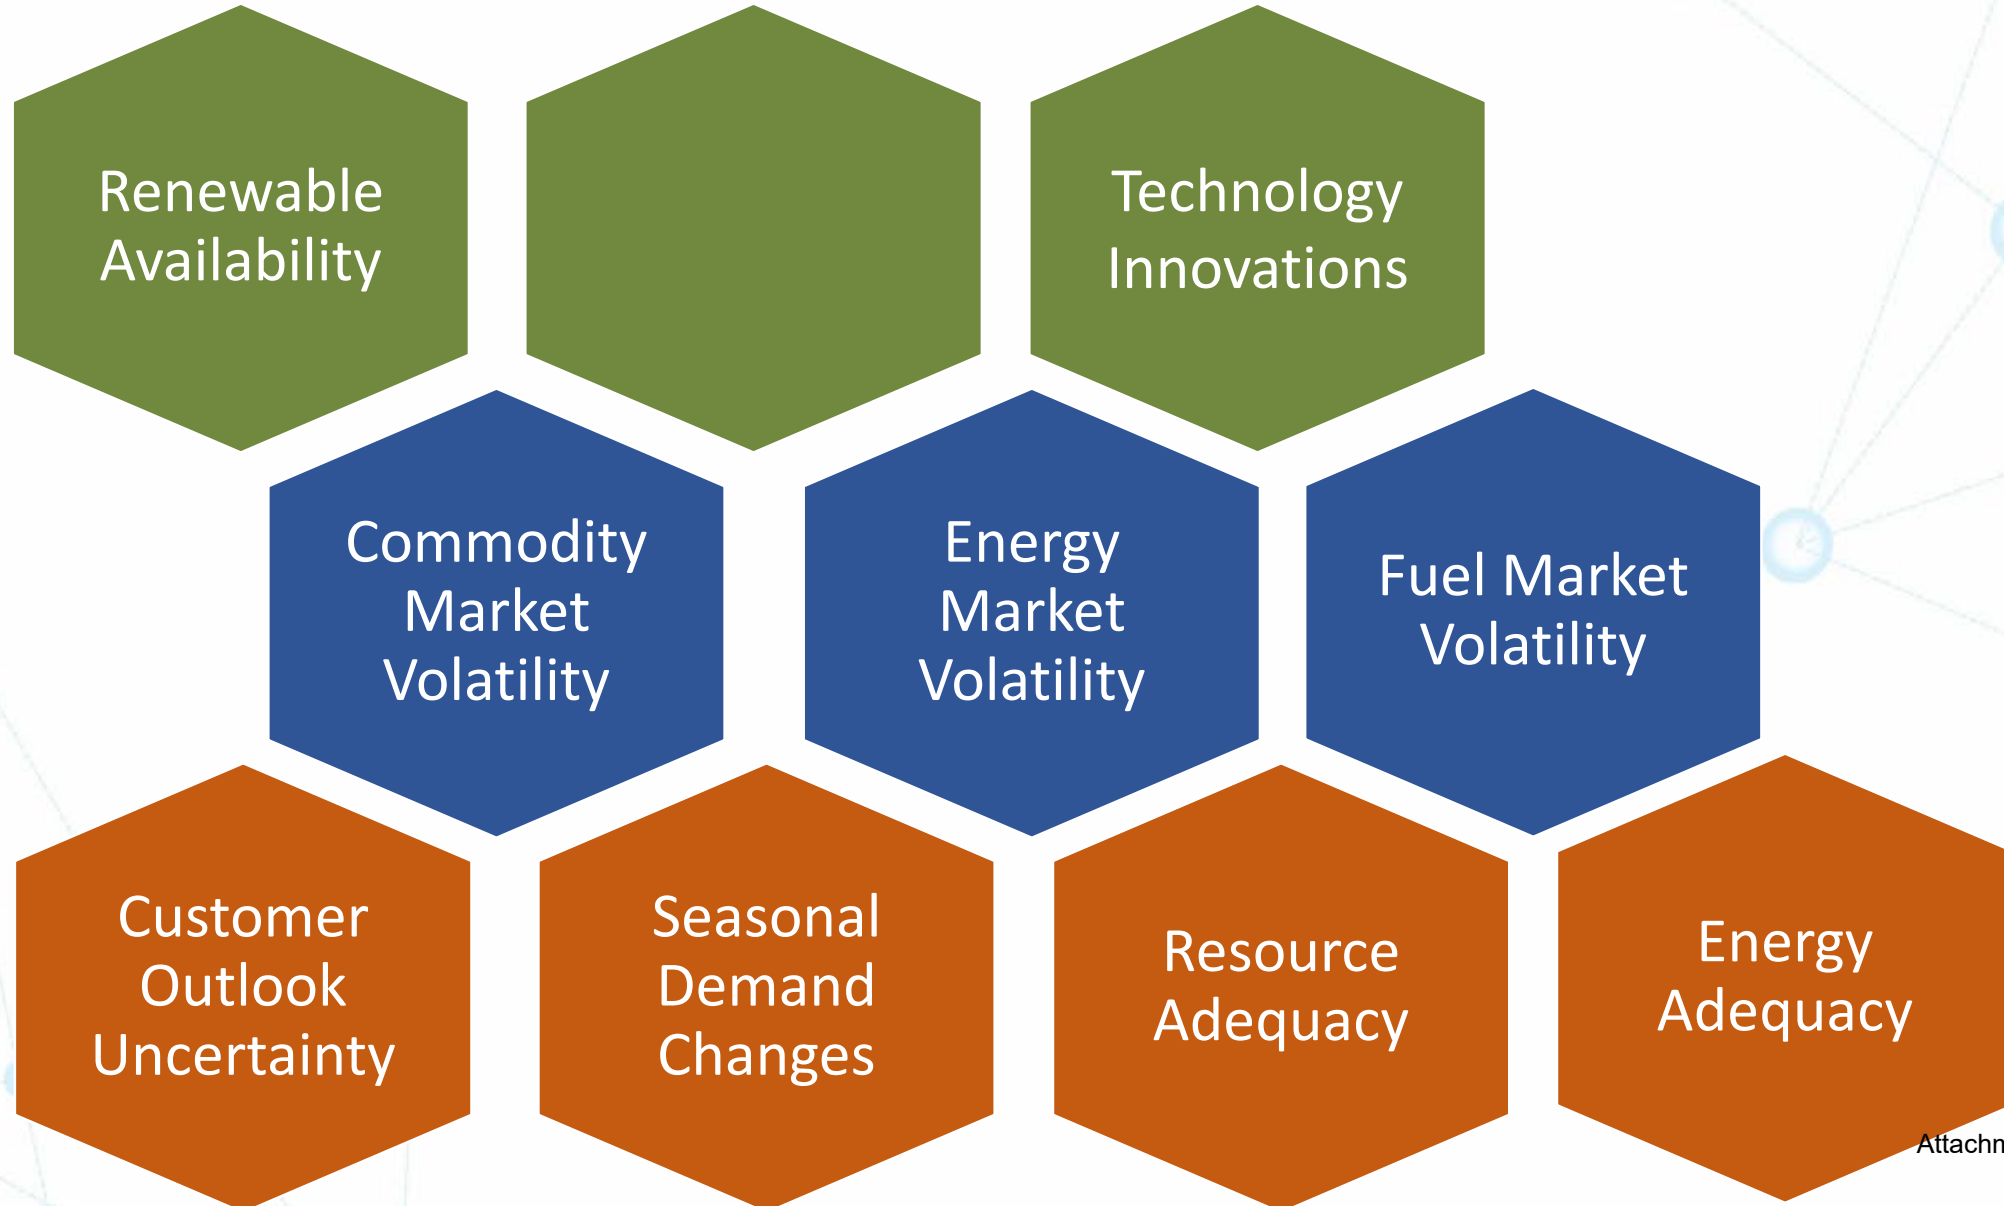 Renewable
Availability
Technology
Innovations
Commodity
Market
Volatility
Energy
Market
Volatility
Fuel Market
Volatility
Customer
Outlook
Uncertainty
Seasonal
Demand
Changes
Resource
Adequacy
Energy
Adequacy